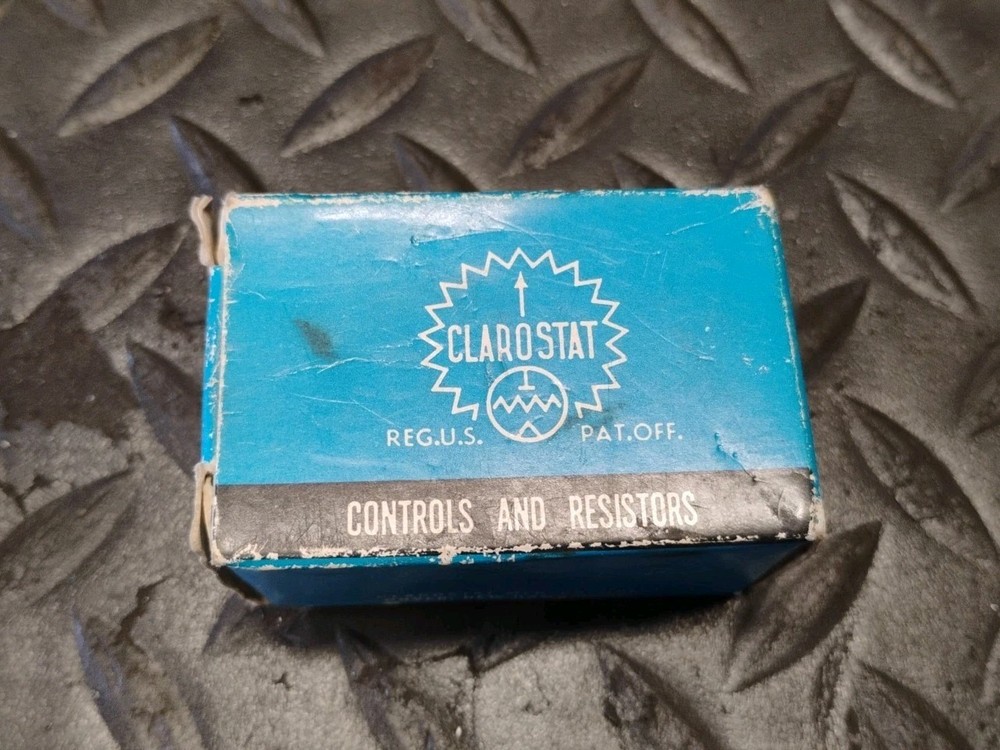 CLAROSTAT
REG.U.S. PAT.OFF.
CONTROLS AND RESISTORS